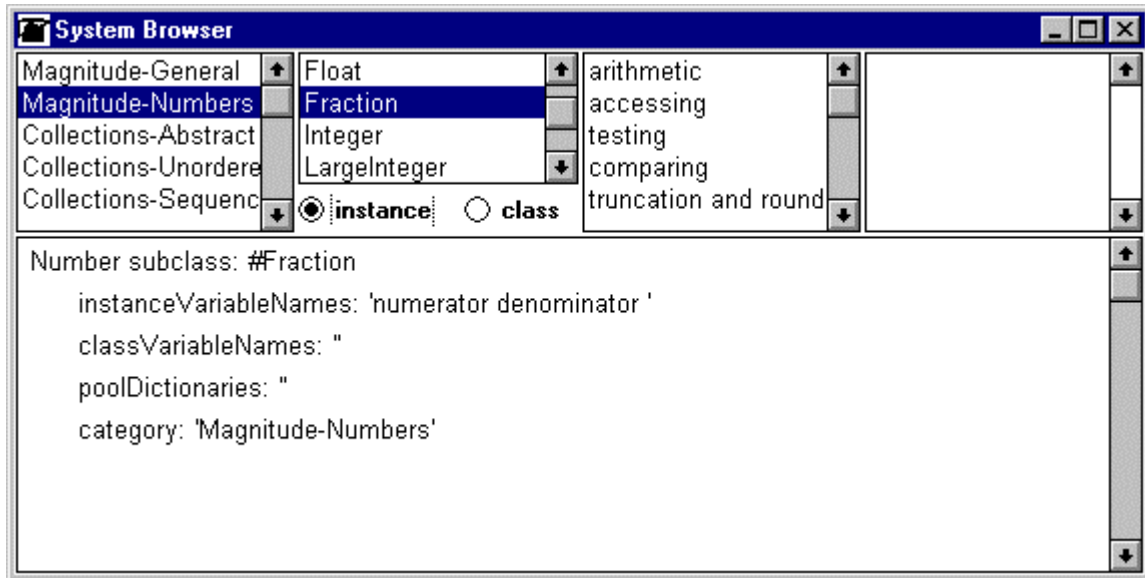 System Browser
Magnitude-General
Magnitude-Numbers
Collections-Abstract
Collections-Unordere
Collections-Sequenc
Float
Fraction
Integer
LargeInteger
instance
class
arithmetic
accessing
testing
comparing
truncation and round
Number subclass: #Fraction
instanceVariableNames: 'numerator denominator '
classVariableNames: ''
poolDictionaries: ''
category: 'Magnitude-Numbers'